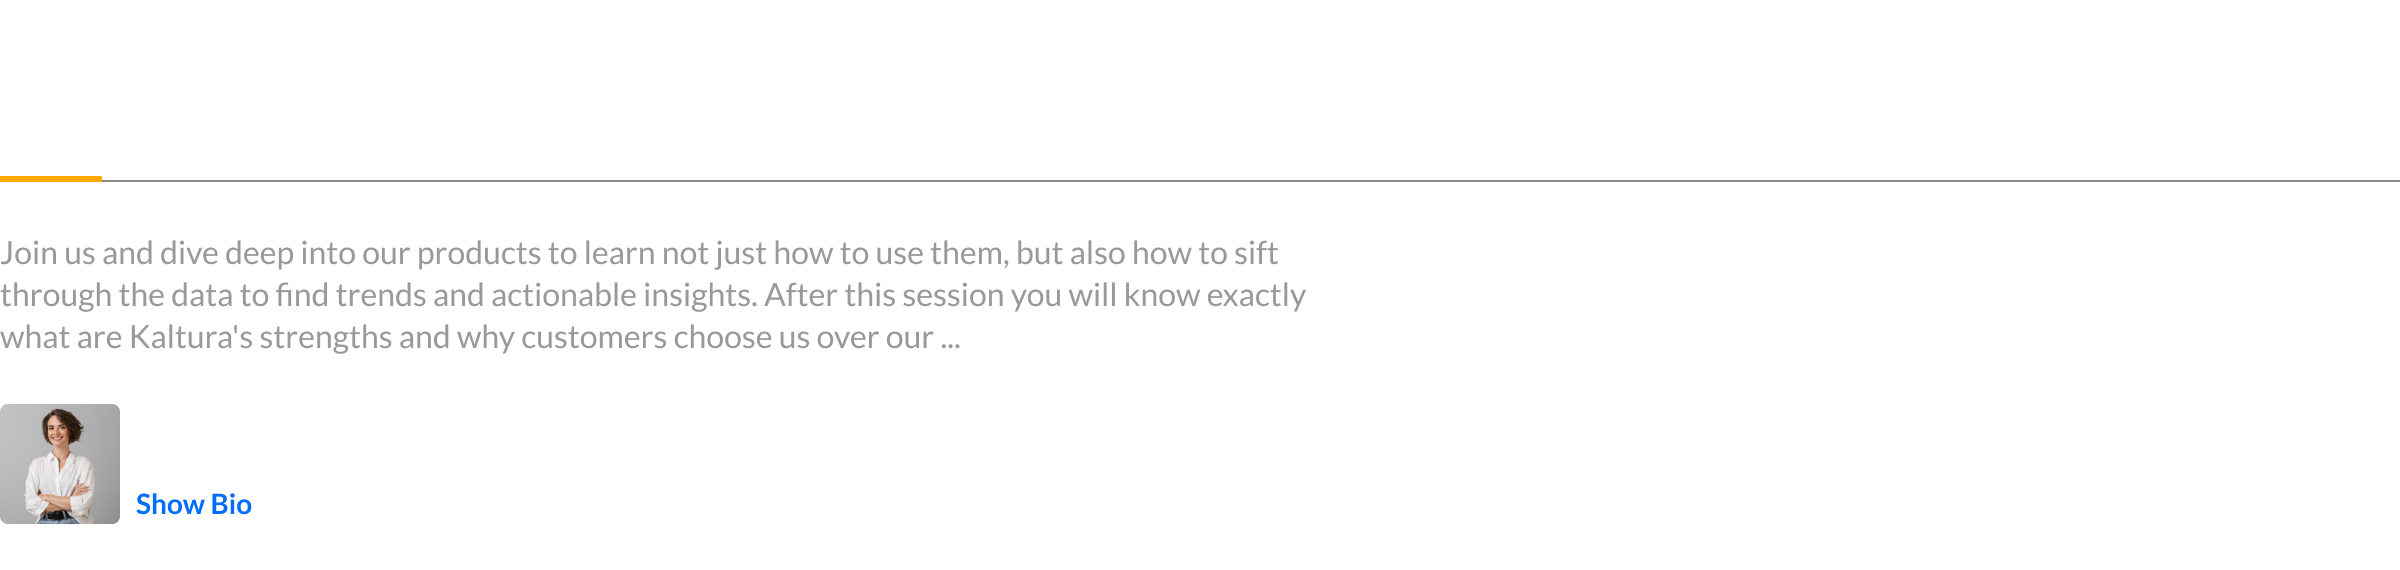 Join us and dive deep into our products to learn not just how to use them, but also how to sift
through the data to find trends and actionable insights. After this session you will know exactly
what are Kaltura's strengths and why customers choose us over our ...
Show Bio